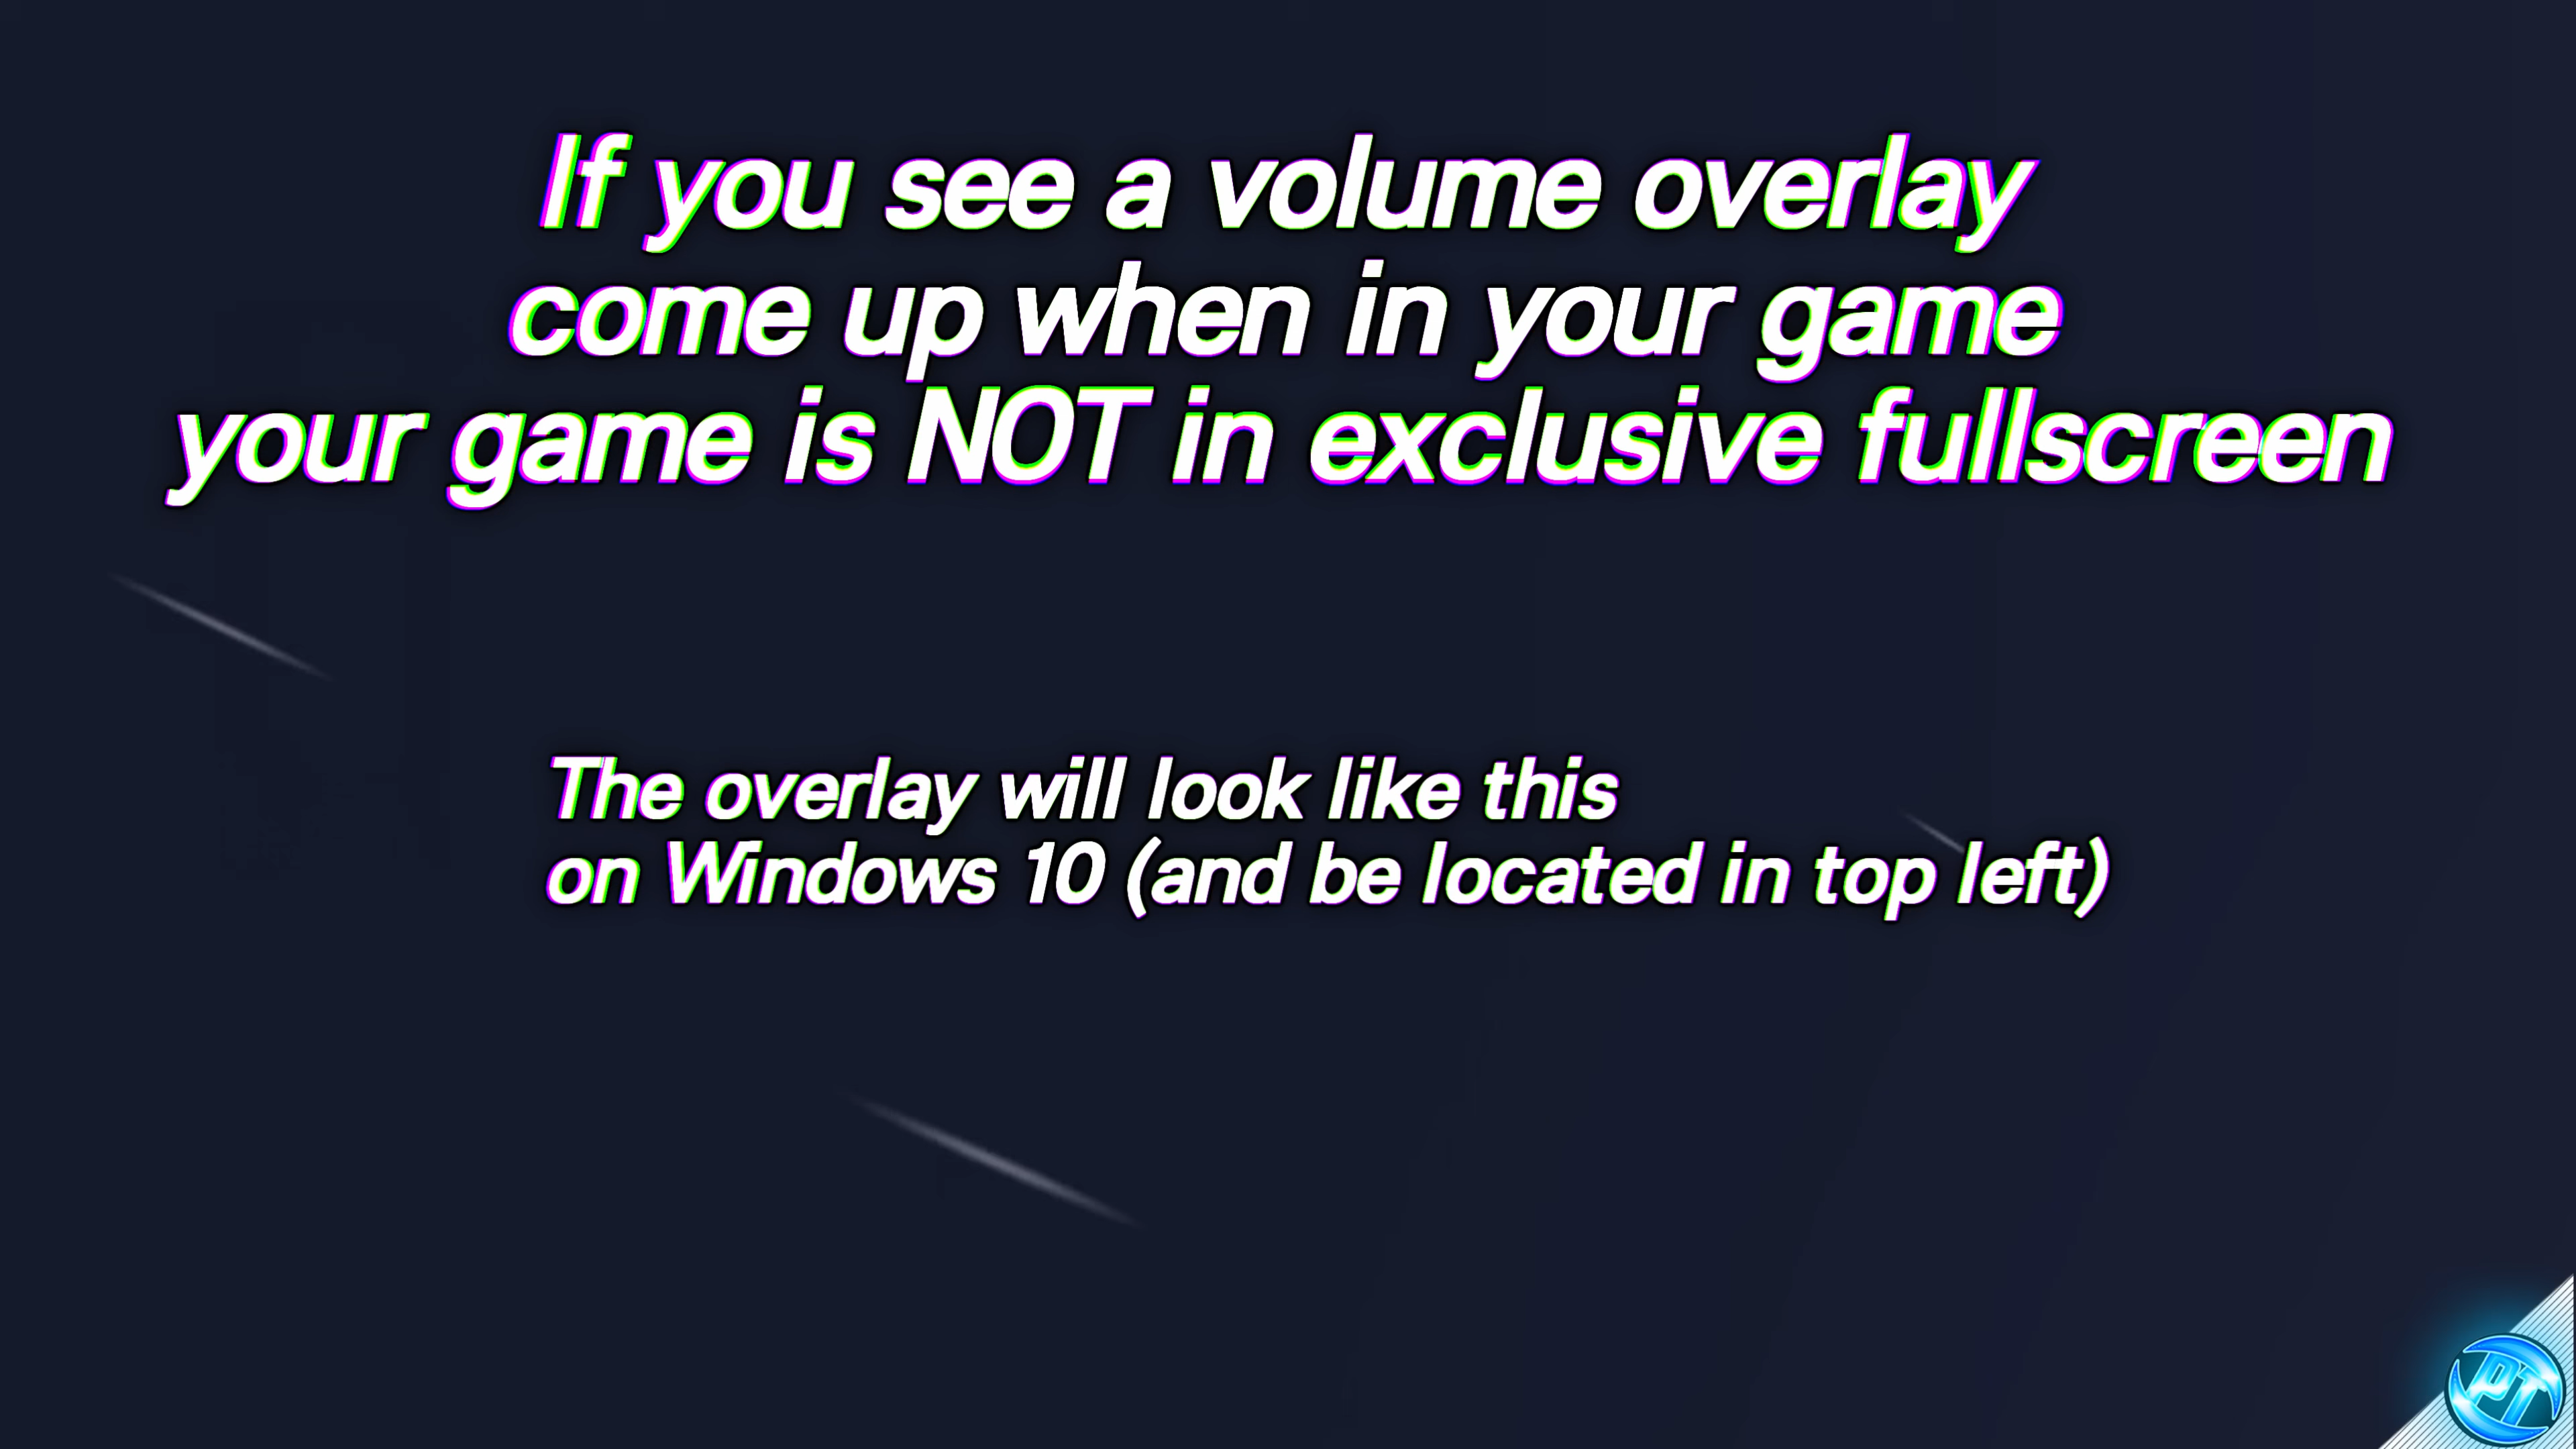 If you see a volume overlay
come up when in your game
your game is NOT in exclusive fullscreen
The overlay will look like this
on Windows 10 (and be located in top left)
PT